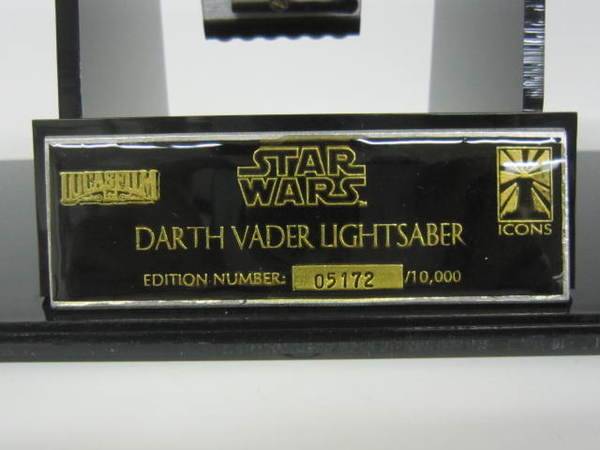 LUCASFILM
STAR
WARS
ICONS
DARTH VADER LIGHTSABER
EDITION NUMBER: 05172 /10,000